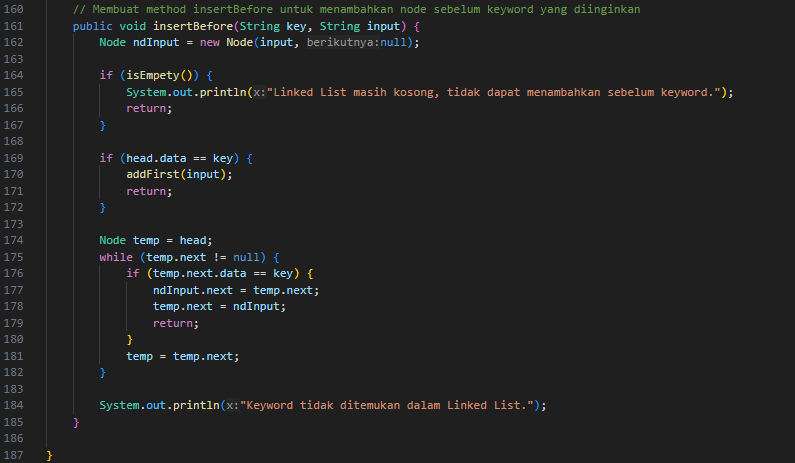 160 // Membuat method insertBefore untuk menambahkan node sebelum keyword yang diinginkan
161 public void insertBefore(String key, String input) {
162 Node ndInput = new Node(input, berikutnya:null);
163
164 if (isEmpety()) {
165 System.out.println(x:"Linked List masih kosong, tidak dapat menambahkan sebelum keyword.");
166 return;
167 }
168
169 if (head.data == key) {
170 addFirst(input);
171 return;
172 }
173
174 Node temp = head;
175 while (temp.next != null) {
176 if (temp.next.data == key) {
177 ndInput.next = temp.next;
178 temp.next = ndInput;
179 return;
180 }
181 temp = temp.next;
182 }
183
184 System.out.println(x:"Keyword tidak ditemukan dalam Linked List.");
185 }
186
187 }